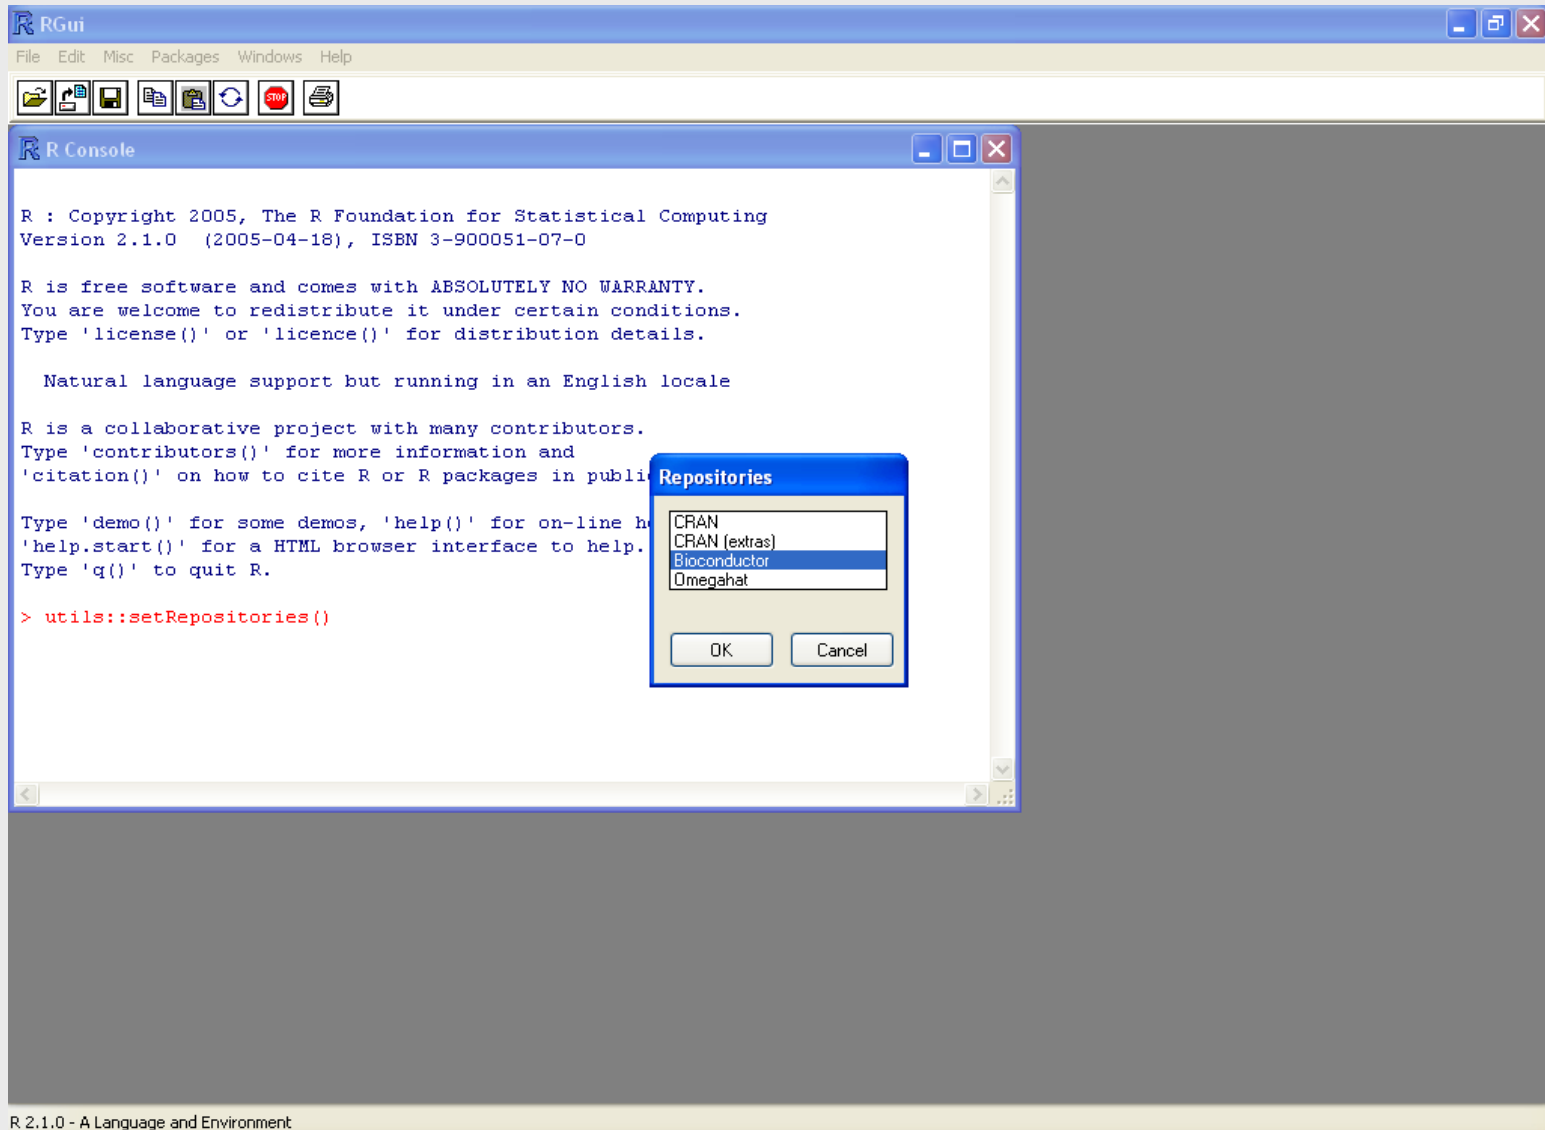 RGui
File Edit Misc Packages Windows Help
STOP
R Console
R : Copyright 2005, The R Foundation for Statistical Computing
Version 2.1.0  (2005-04-18), ISBN 3-900051-07-0
R is free software and comes with ABSOLUTELY NO WARRANTY.
You are welcome to redistribute it under certain conditions.
Type 'license()' or 'licence()' for distribution details.
Natural language support but running in an English locale
R is a collaborative project with many contributors.
Type 'contributors()' for more information and
'citation()' on how to cite R or R packages in publi
Type 'demo()' for some demos, 'help()' for on-line h
'help.start()' for a HTML browser interface to help.
Type 'q()' to quit R.
> utils::setRepositories()
Repositories
CRAN
CRAN (extras)
Bioconductor
Omegahat
OK Cancel
R 2.1.0 - A Language and Environment